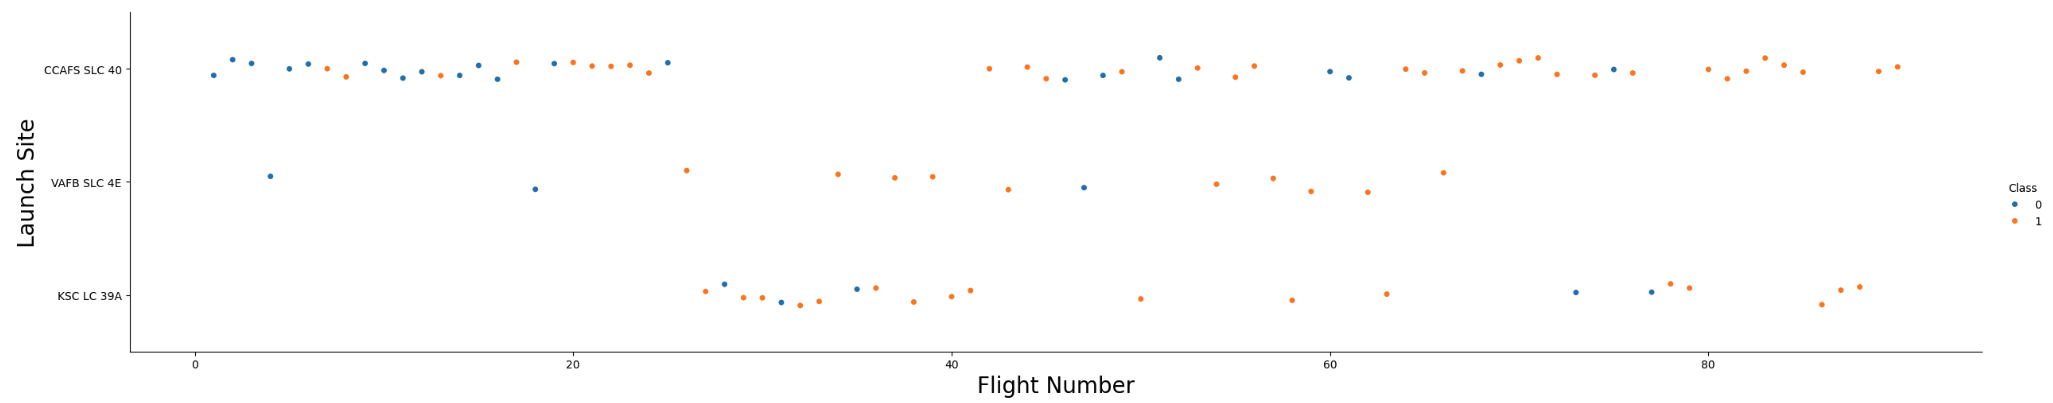 CCAFS SLC 40
VAFB SLC 4E
KSC LC 39A
Launch Site
0 20 40 60 80
Flight Number
Class
0
1